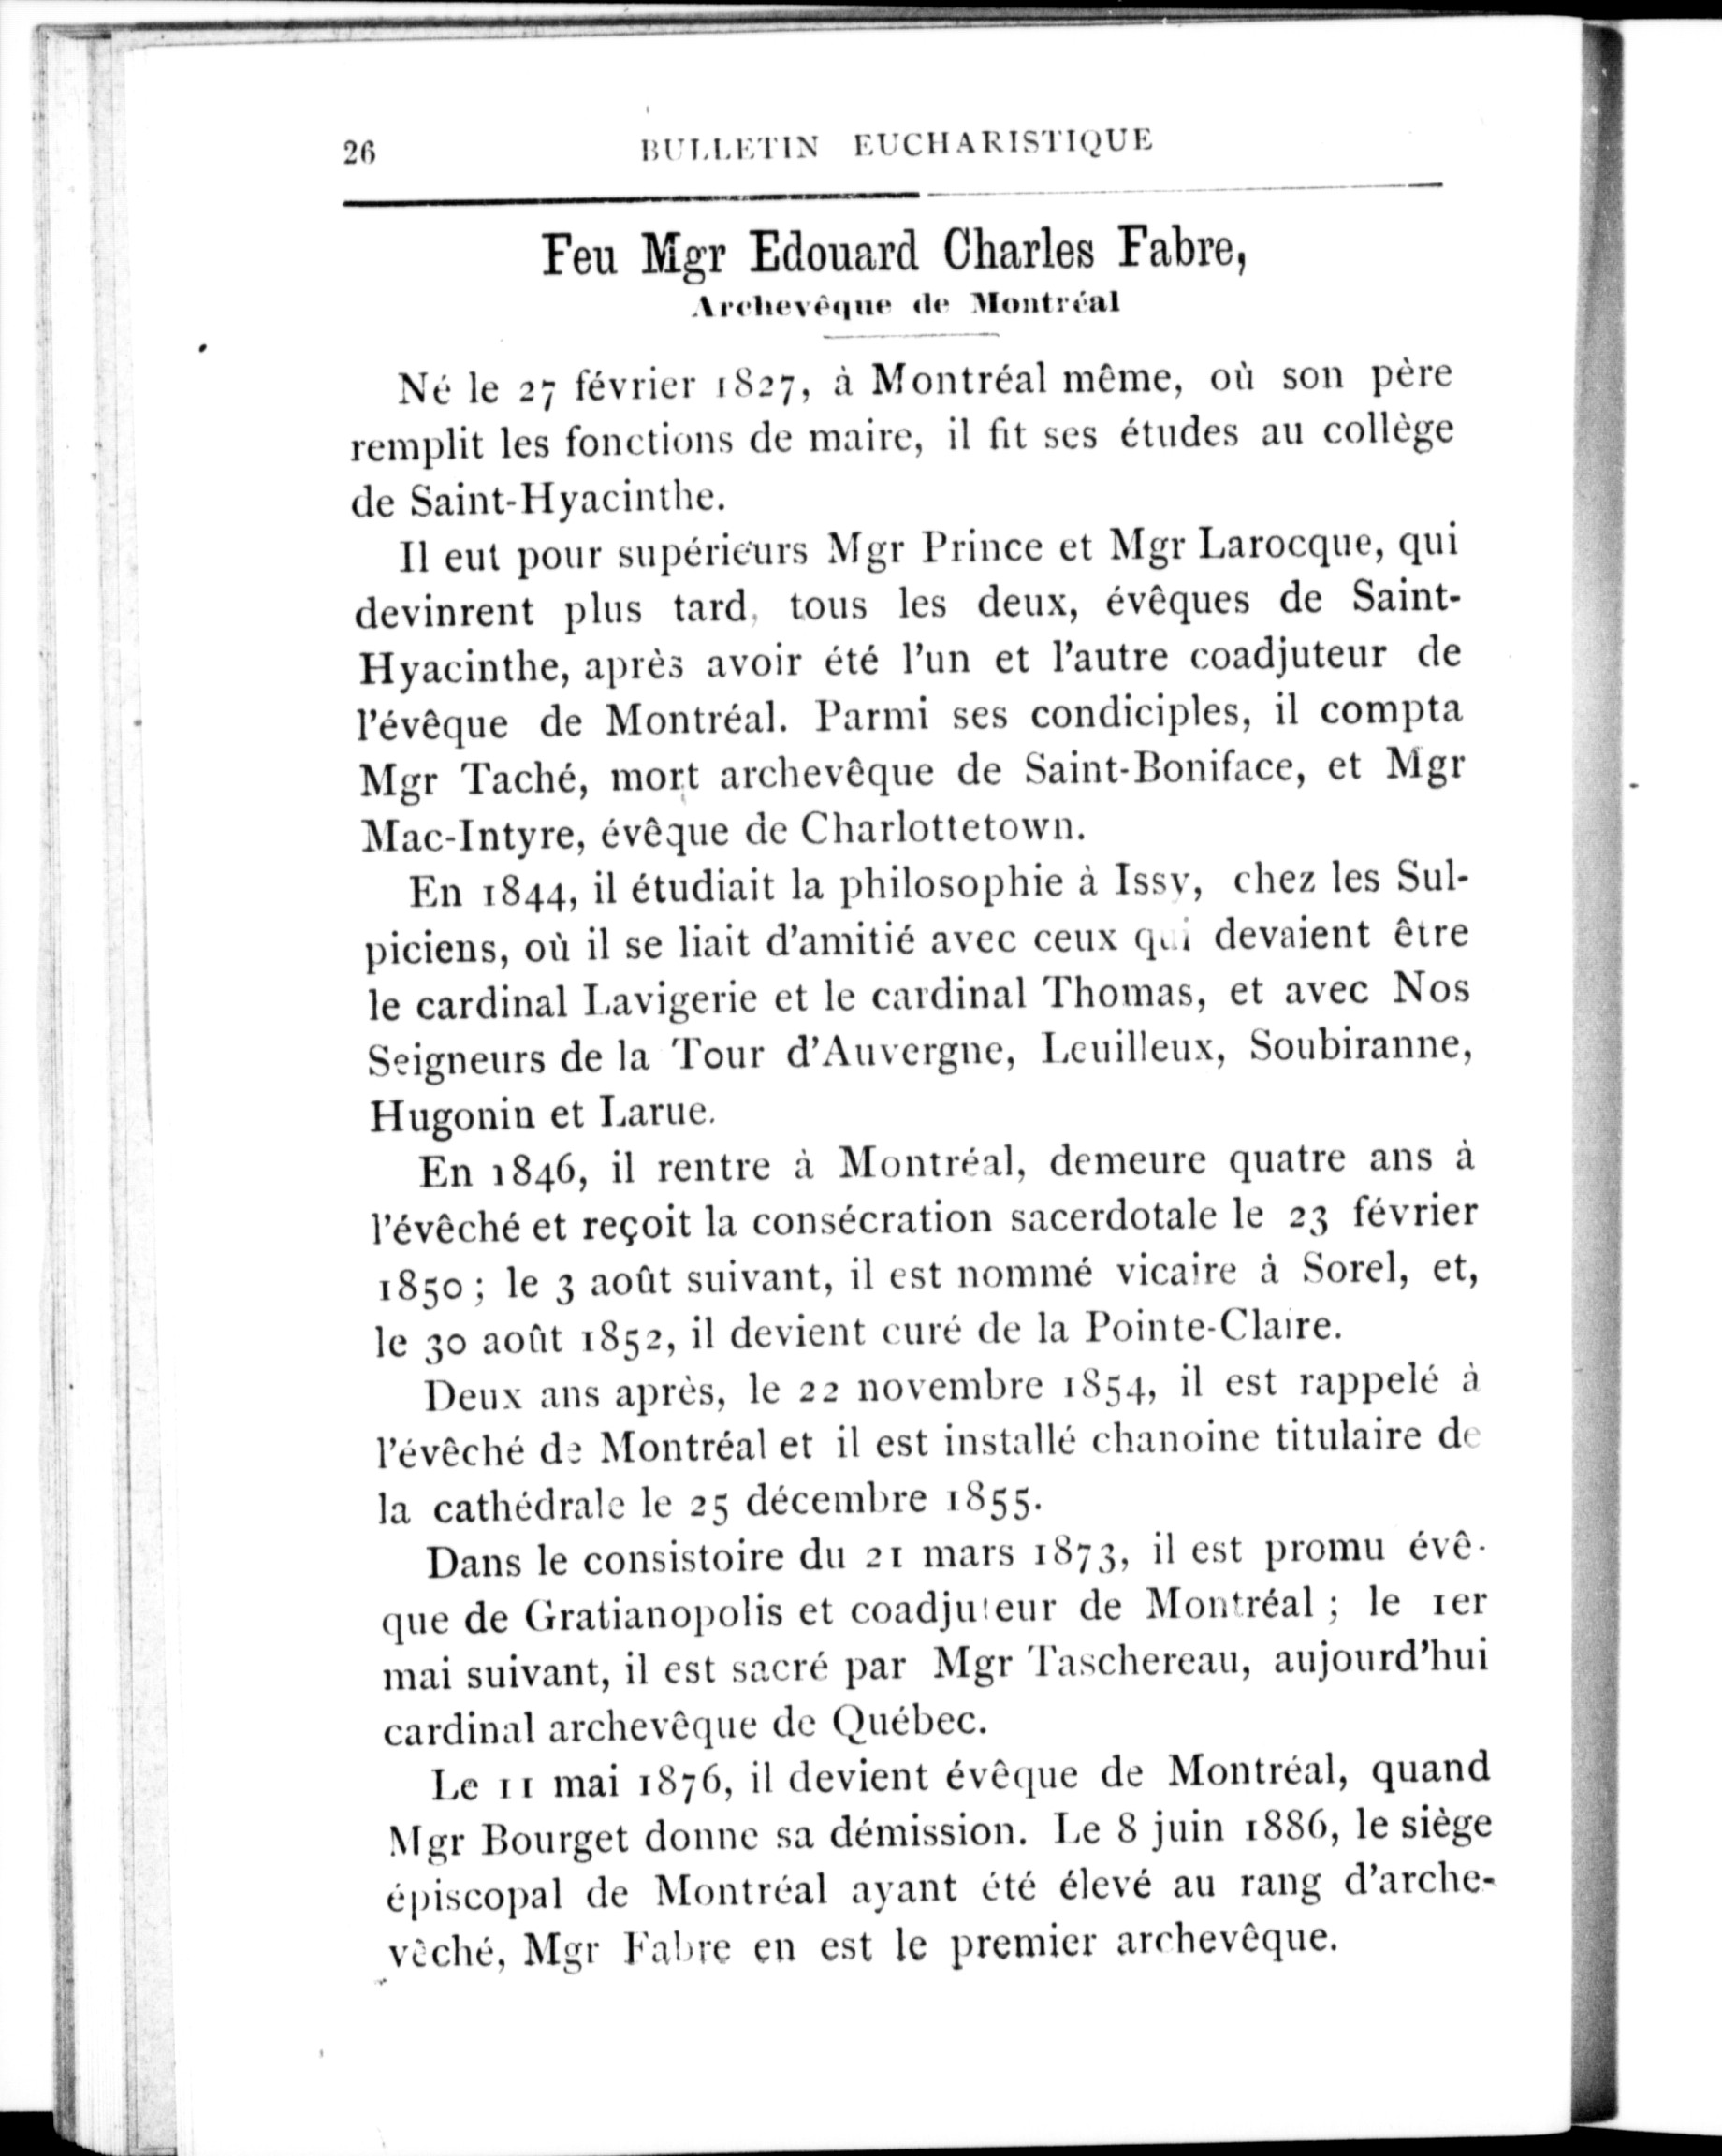 26 BULLETIN EUCHARISTIQUE
Feu Mgr Edouard Charles Fabre,
Archevêque de Montréal
Né le 27 février 1827, à Montréal même, où son père
remplit les fonctions de maire, il fit ses études au collège
de Saint-Hyacinthe.
Il eut pour supérieurs Mgr Prince et Mgr Larocque, qui
devinrent plus tard, tous les deux, évêques de Saint-
Hyacinthe, après avoir été l'un et l'autre coadjuteur de
l'évêque de Montréal. Parmi ses condiciples, il compta
Mgr Taché, mort archevêque de Saint-Boniface, et Mgr
Mac-Intyre, évêque de Charlottetown.
En 1844, il étudiait la philosophie à Issy, chez les Sul-
piciens, où il se liait d'amitié avec ceux qui devaient être
le cardinal Lavigerie et le cardinal Thomas, et avec Nos
Seigneurs de la Tour d'Auvergne, Leuilleux, Soubiranne,
Hugonin et Larue.
En 1846, il rentre à Montréal, demeure quatre ans à
l'évêché et reçoit la consécration sacerdotale le 23 février
1850 ; le 3 août suivant, il est nommé vicaire à Sorel, et,
le 30 août 1852, il devient curé de la Pointe-Claire.
Deux ans après, le 22 novembre 1854, il est rappelé à
l'évêché de Montréal et il est installé chanoine titulaire de
la cathédrale le 25 décembre 1855.
Dans le consistoire du 21 mars 1873, il est promu évê-
que de Gratianopolis et coadjuteur de Montréal ; le 1er
mai suivant, il est sacré par Mgr Taschereau, aujourd'hui
cardinal archevêque de Québec.
Le 11 mai 1876, il devient évêque de Montréal, quand
Mgr Bourget donne sa démission. Le 8 juin 1886, le siège
épiscopal de Montréal ayant été élevé au rang d'arche-
vêché, Mgr Fabre en est le premier archevêque.